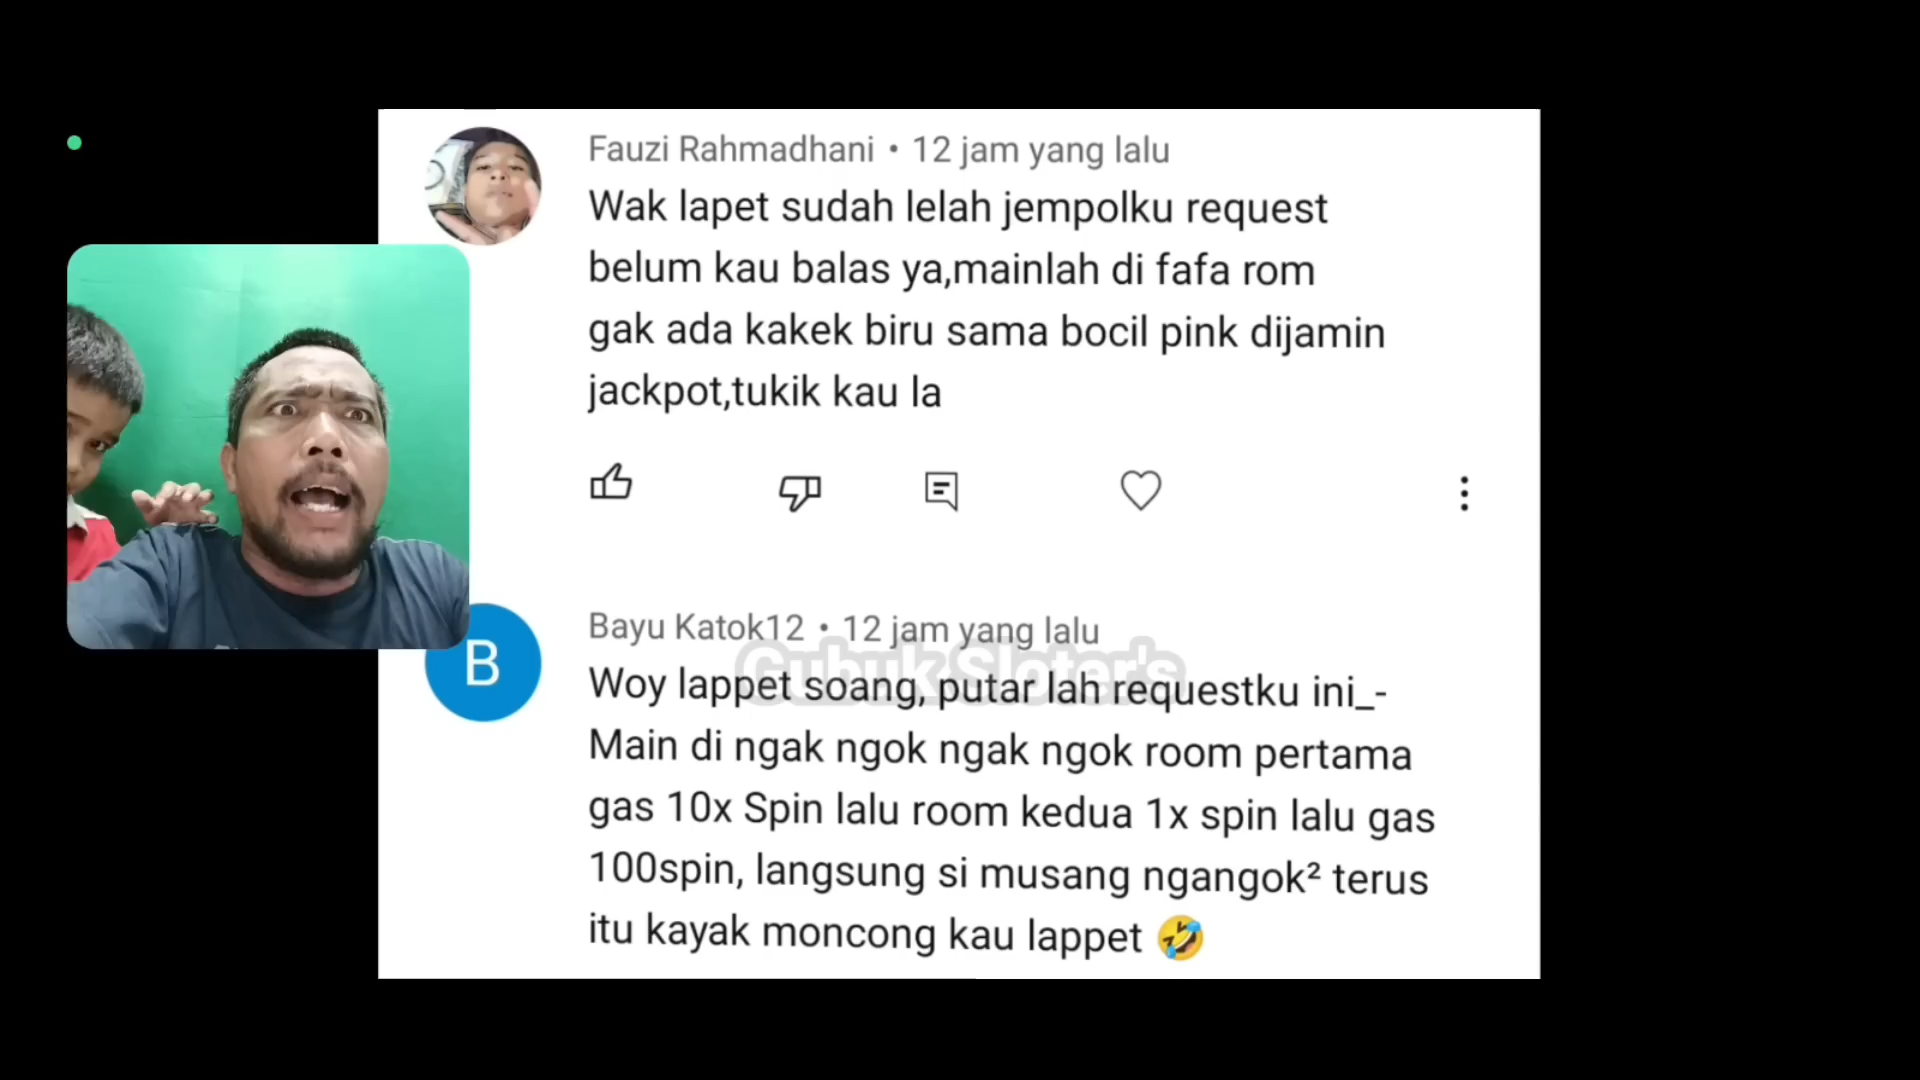 Fauzi Rahmadhani • 12 jam yang lalu
Wak lapet sudah lelah jempolku request
belum kau balas ya,mainlah di fafa rom
gak ada kakek biru sama bocil pink dijamin
jackpot,tukik kau la
Bayu Katok12 • 12 jam yang lalu
B
Gubuk Sloter's
Woy lappet soang, putar lah requestku ini_-
Main di ngak ngok ngak ngok room pertama
gas 10x Spin lalu room kedua 1x spin lalu gas
100spin, langsung si musang ngangok² terus
itu kayak moncong kau lappet 🤣